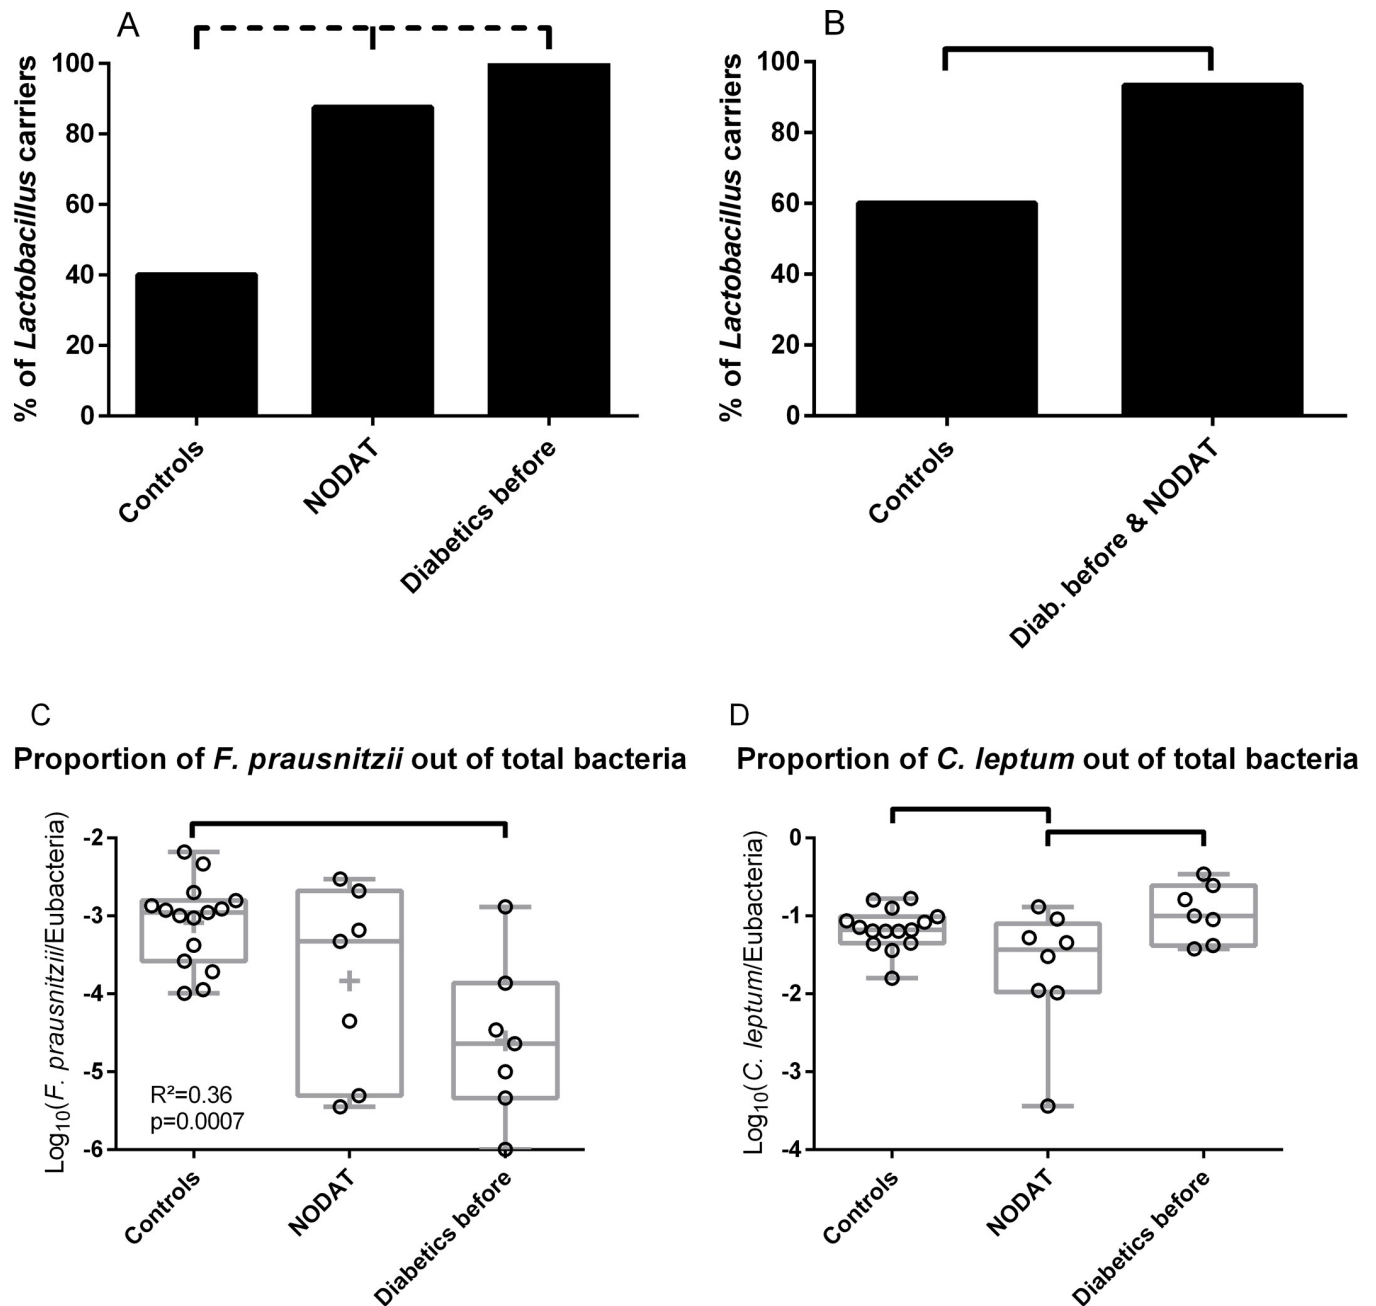 A
% of Lactobacillus carriers
100
80
60
40
20
0
Controls
NODAT
Diabetics before
B
% of Lactobacillus carriers
100
80
60
40
20
0
Controls
Diab. before & NODAT
C
Proportion of F. prausnitzii out of total bacteria
Log₁₀(F. prausnitzii/Eubacteria)
-2
-3
-4
-5
-6
R²=0.36
p=0.0007
Controls
NODAT
Diabetics before
D
Proportion of C. leptum out of total bacteria
Log₁₀(C. leptum/Eubacteria)
0
-1
-2
-3
-4
Controls
NODAT
Diabetics before